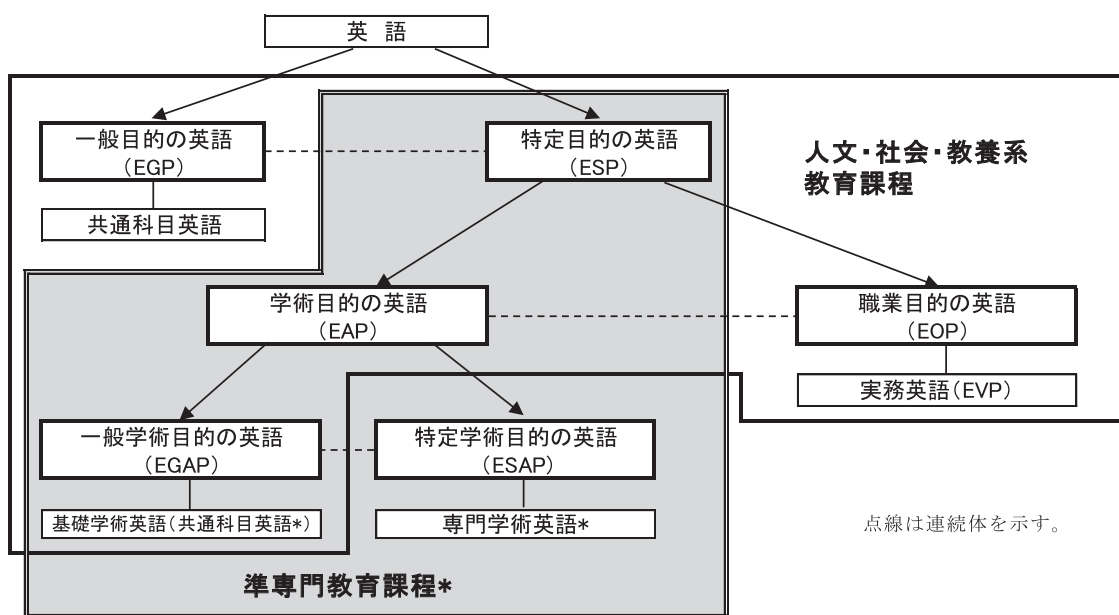 英 語
一般目的の英語
(EGP)
特定目的の英語
(ESP)
人文・社会・教養系
教育課程
共通科目英語
学術目的の英語
(EAP)
職業目的の英語
(EOP)
実務英語(EVP)
一般学術目的の英語
(EGAP)
特定学術目的の英語
(ESAP)
基礎学術英語(共通科目英語*)
専門学術英語*
点線は連続体を示す。
準専門教育課程*